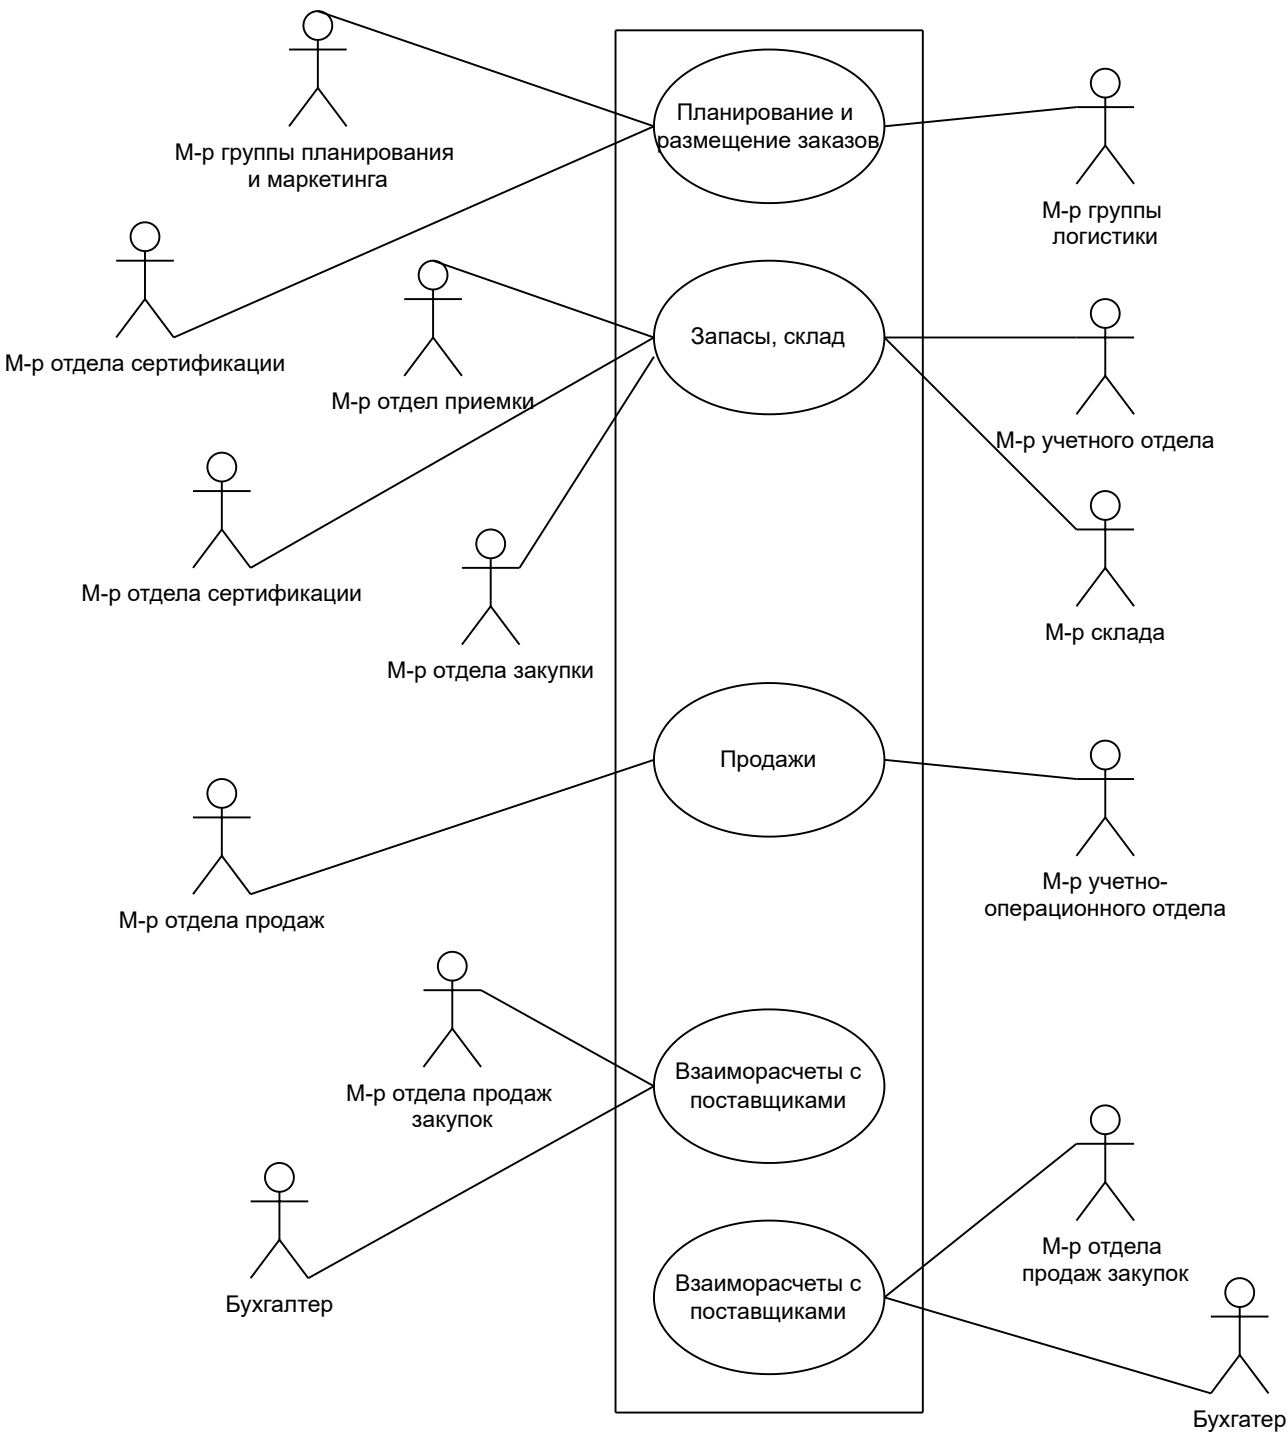 Планирование и
размещение заказов
М-р группы планирования
и маркетинга
М-р группы
логистики
М-р отдела сертификации
Запасы, склад
М-р отдел приемки
М-р учетного отдела
М-р отдела сертификации
М-р склада
М-р отдела закупки
Продажи
М-р отдела продаж
М-р учетно-
операционного отдела
Взаиморасчеты с
поставщиками
М-р отдела продаж
закупок
М-р отдела
продаж закупок
Взаиморасчеты с
поставщиками
Бухгалтер
Бухгатер